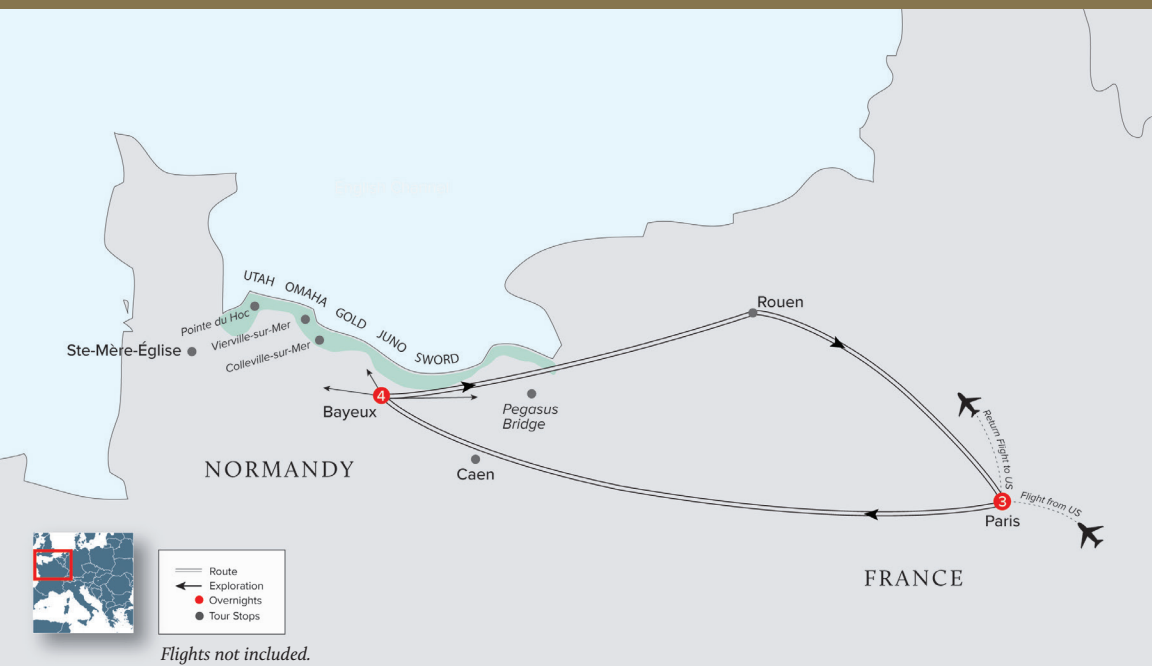 UTAH OMAHA GOLD JUNO SWORD
Pointe du Hoc
Vierville-sur-Mer
Colleville-sur-Mer
Ste-Mère-Église
Rouen
4
Bayeux
Pegasus
Bridge
Caen
NORMANDY
Return Flight to US
Flight from US
3
Paris
FRANCE
Route
Exploration
Overnights
Tour Stops
Flights not included.